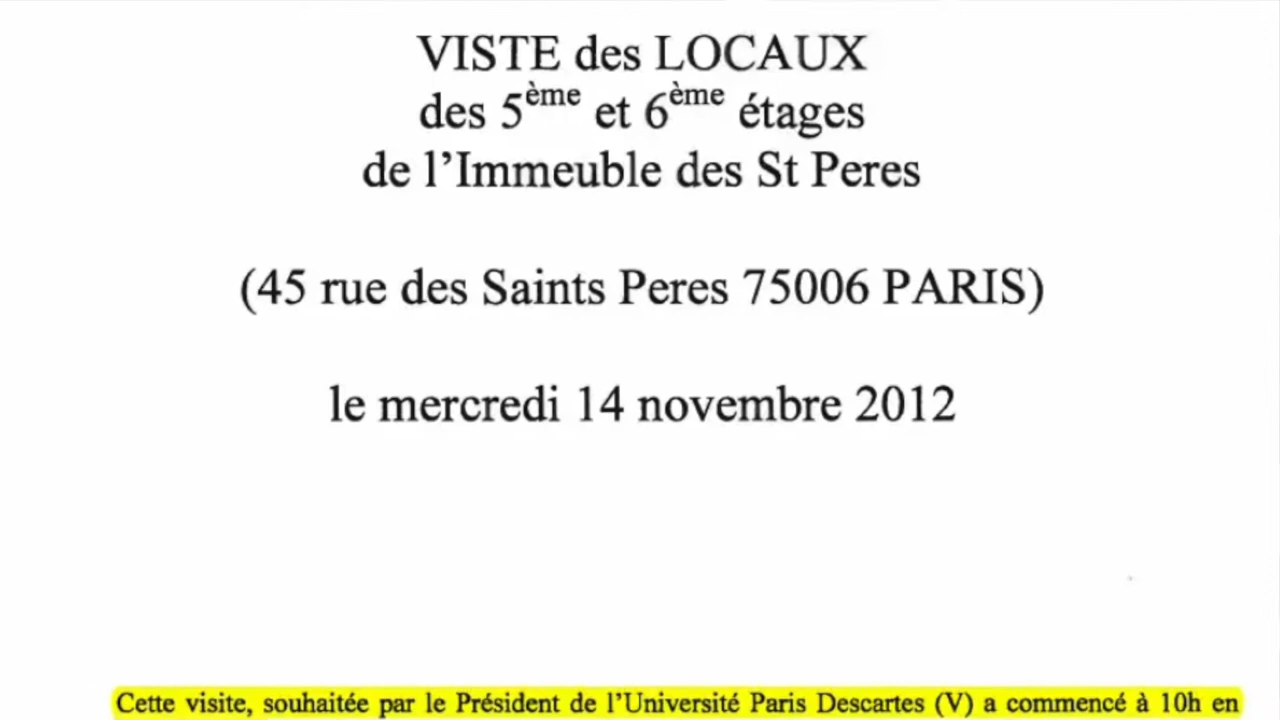 VISTE des LOCAUX
des 5ème et 6ème étages
de l’Immeuble des St Peres
(45 rue des Saints Peres 75006 PARIS)
le mercredi 14 novembre 2012
Cette visite, souhaitée par le Président de l’Université Paris Descartes (V) a commencé à 10h en